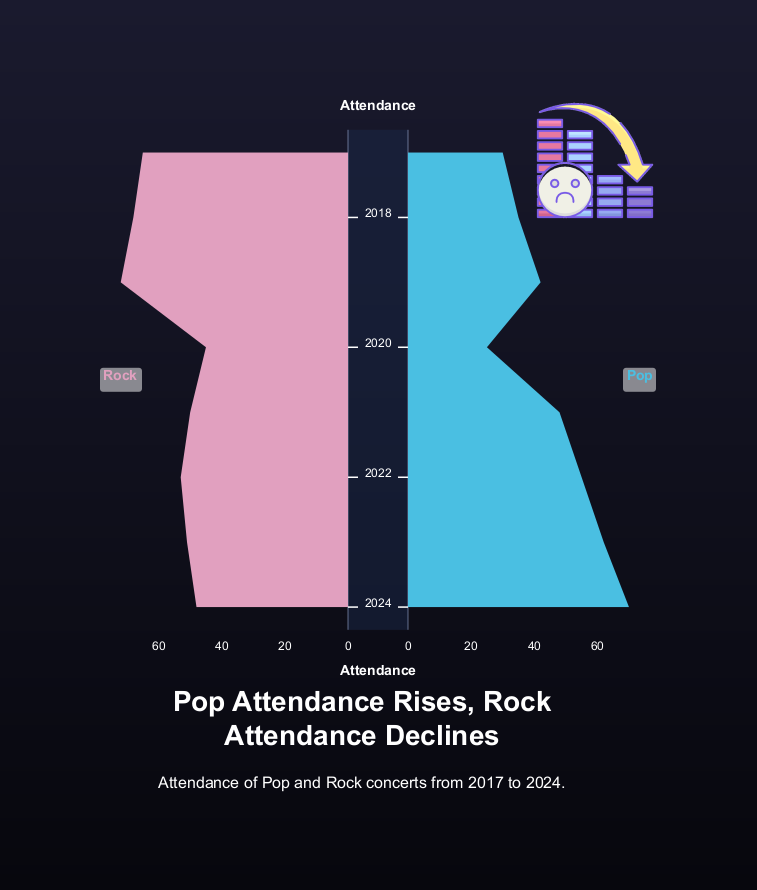 Attendance
2018
2020
Rock
Pop
2022
2024
60 40 20 0 0 20 40 60
Attendance
Pop Attendance Rises, Rock
Attendance Declines
Attendance of Pop and Rock concerts from 2017 to 2024.